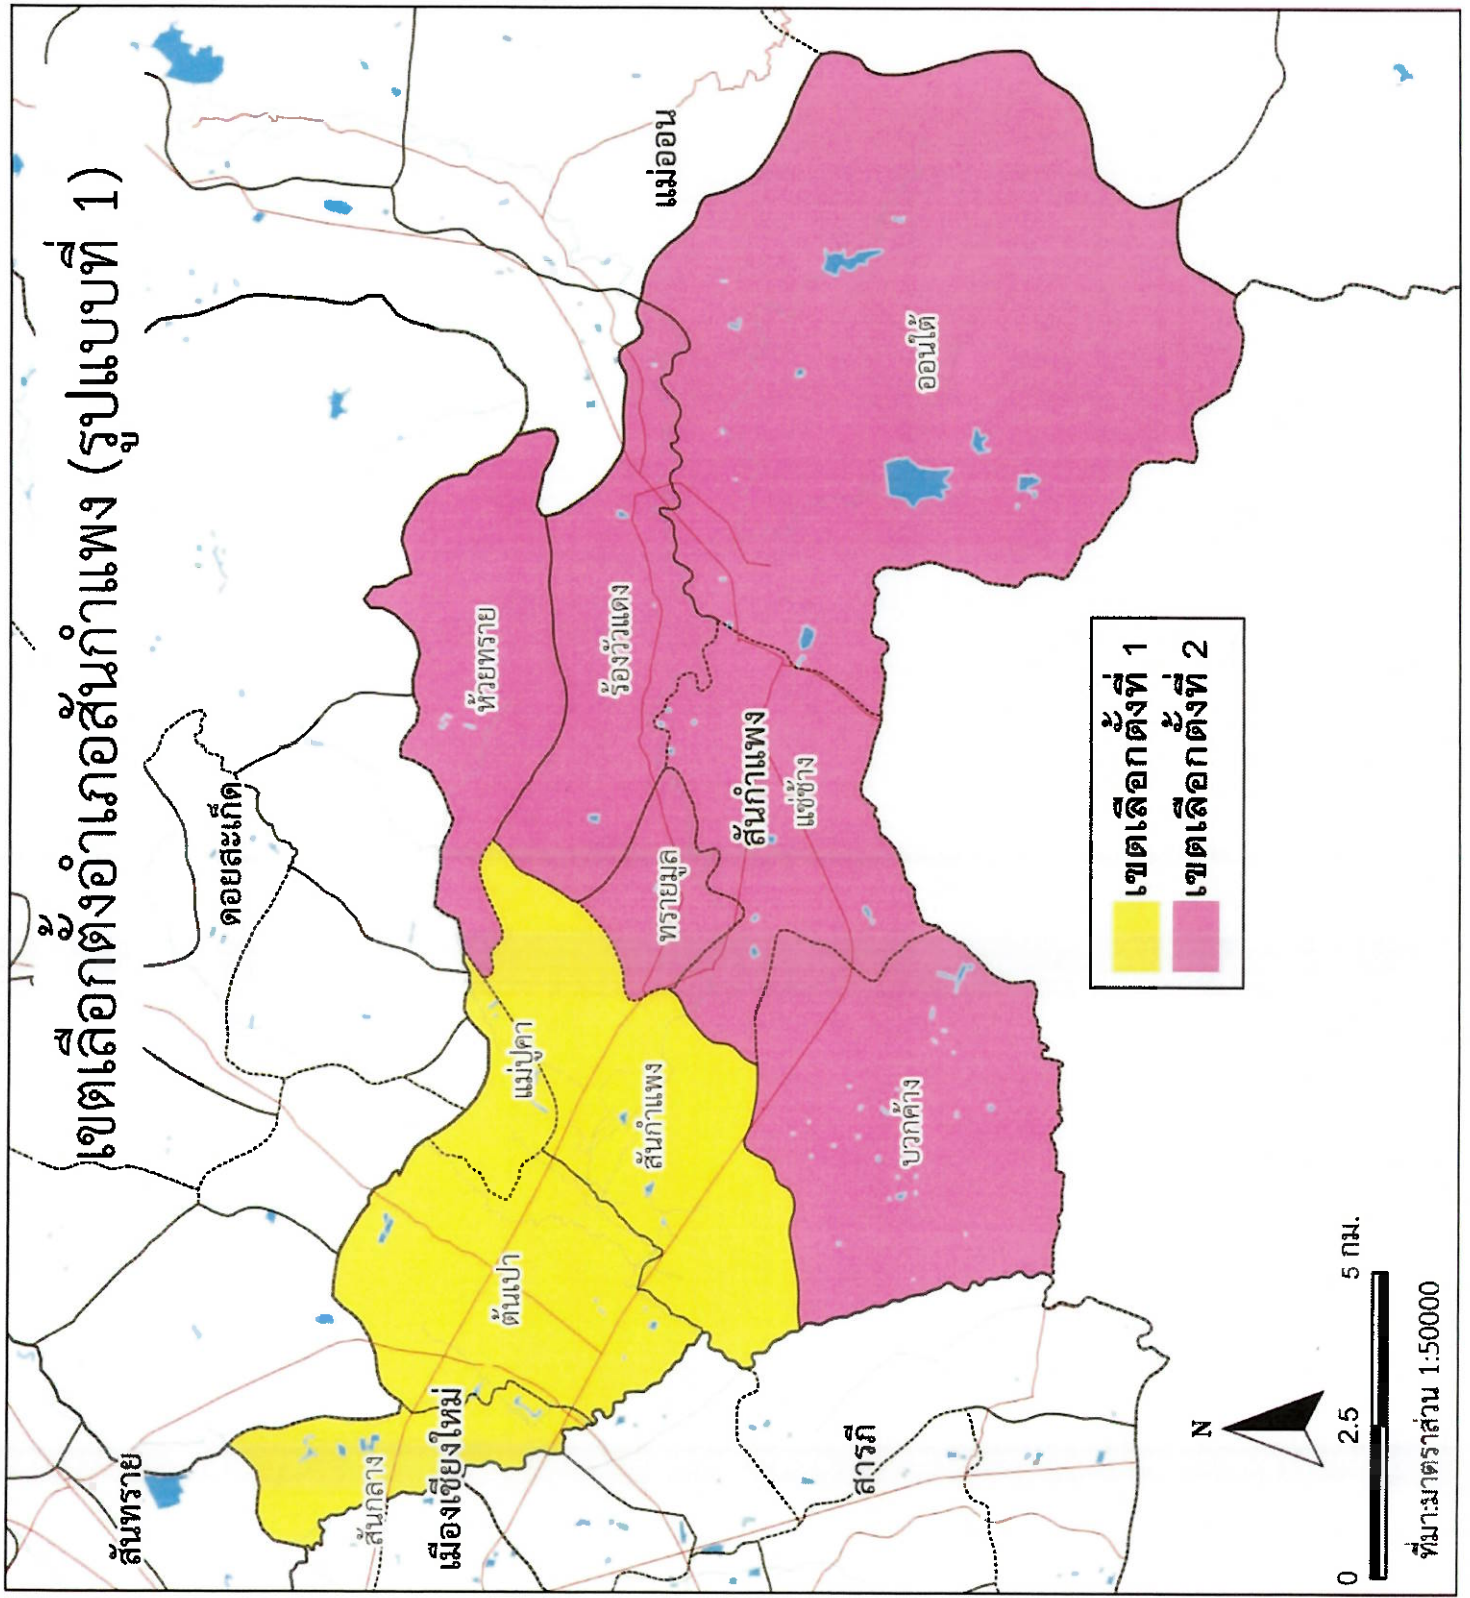 เขตเลือกตั้งอำเภอสันกำแพง (รูปแบบที่ 1)
สันทราย
ดอยสะเก็ด
แม่ออน
สันกลาง
เมืองเชียงใหม่
ต้นเปา
แม่ปูคา
ห้วยทราย
ร้องวัวแดง
สันกำแพง
ทรายมูล
สันกำแพง
แช่ช้าง
ออนใต้
บวกค้าง
สารภี
เขตเลือกตั้งที่ 1
เขตเลือกตั้งที่ 2
N
0 2.5 5 กม.
ที่มา:มาตราส่วน 1:50000